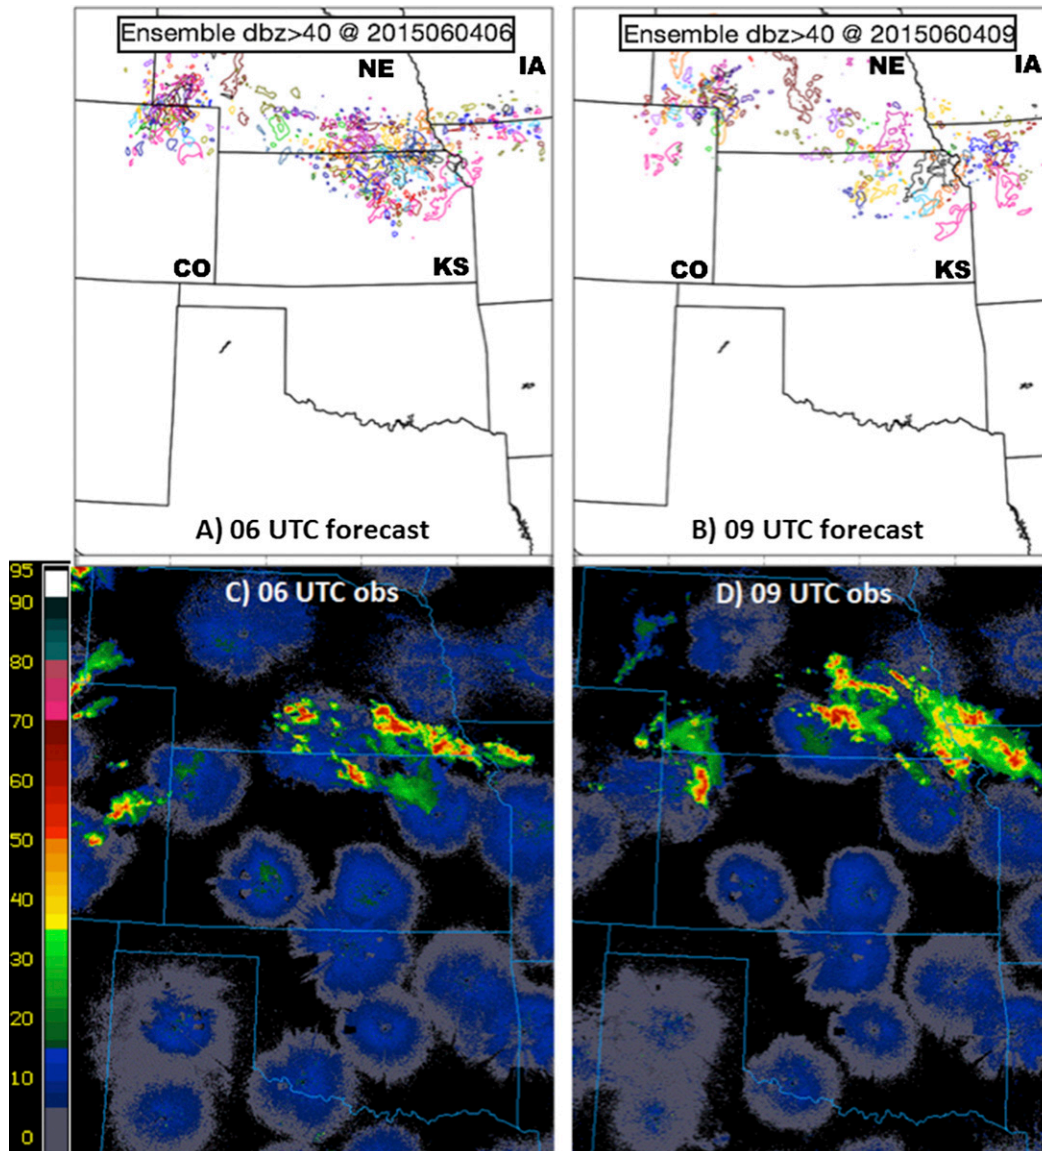 Ensemble dbz>40 @ 2015060406
NE
IA
CO
KS
A) 06 UTC forecast
Ensemble dbz>40 @ 2015060409
NE
IA
CO
KS
B) 09 UTC forecast
95
90
80
70
60
50
40
30
20
10
0
C) 06 UTC obs
D) 09 UTC obs